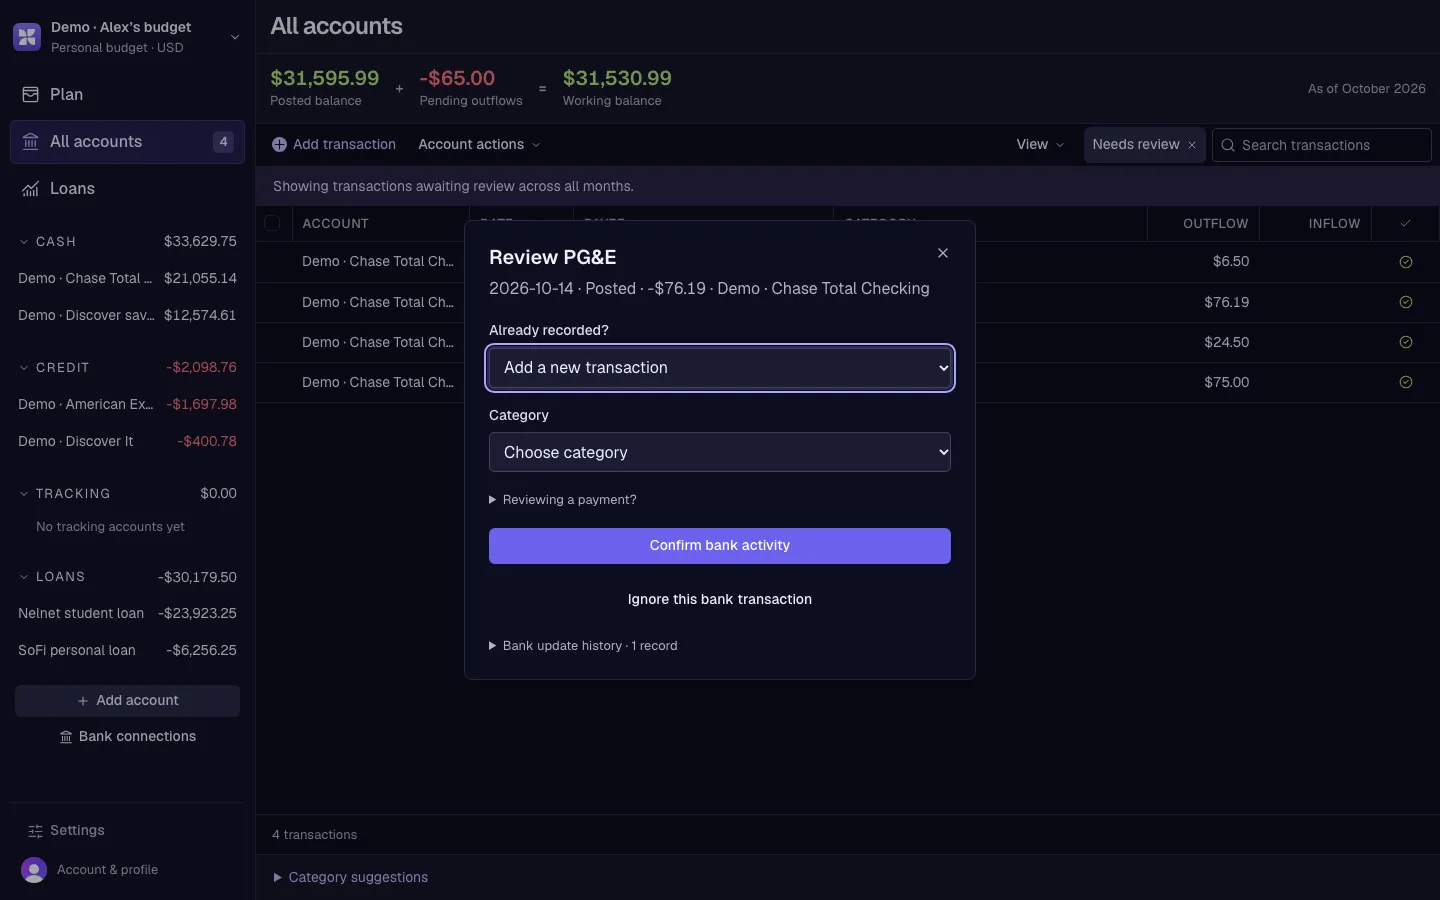 Demo · Alex's budget
Personal budget · USD
Plan
All accounts
4
Loans
CASH
$33,629.75
Demo · Chase Total ...
$21,055.14
Demo · Discover sav...
$12,574.61
CREDIT
-$2,098.76
Demo · American Ex...
-$1,697.98
Demo · Discover It
-$400.78
TRACKING
$0.00
No tracking accounts yet
LOANS
-$30,179.50
Nelnet student loan
-$23,923.25
SoFi personal loan
-$6,256.25
+ Add account
Bank connections
Settings
Account & profile
All accounts
$31,595.99
Posted balance
+
-$65.00
Pending outflows
=
$31,530.99
Working balance
As of October 2026
Add transaction
Account actions
View
Needs review ×
Search transactions
Showing transactions awaiting review across all months.
ACCOUNT
DATE
PAYEE
CATEGORY
OUTFLOW
INFLOW
Demo · Chase Total Ch...
$6.50
Demo · Chase Total Ch...
$76.19
Demo · Chase Total Ch...
$24.50
Demo · Chase Total Ch...
$75.00
Review PG&E
2026-10-14 · Posted · -$76.19 · Demo · Chase Total Checking
Already recorded?
Add a new transaction
Category
Choose category
Reviewing a payment?
Confirm bank activity
Ignore this bank transaction
Bank update history · 1 record
4 transactions
Category suggestions